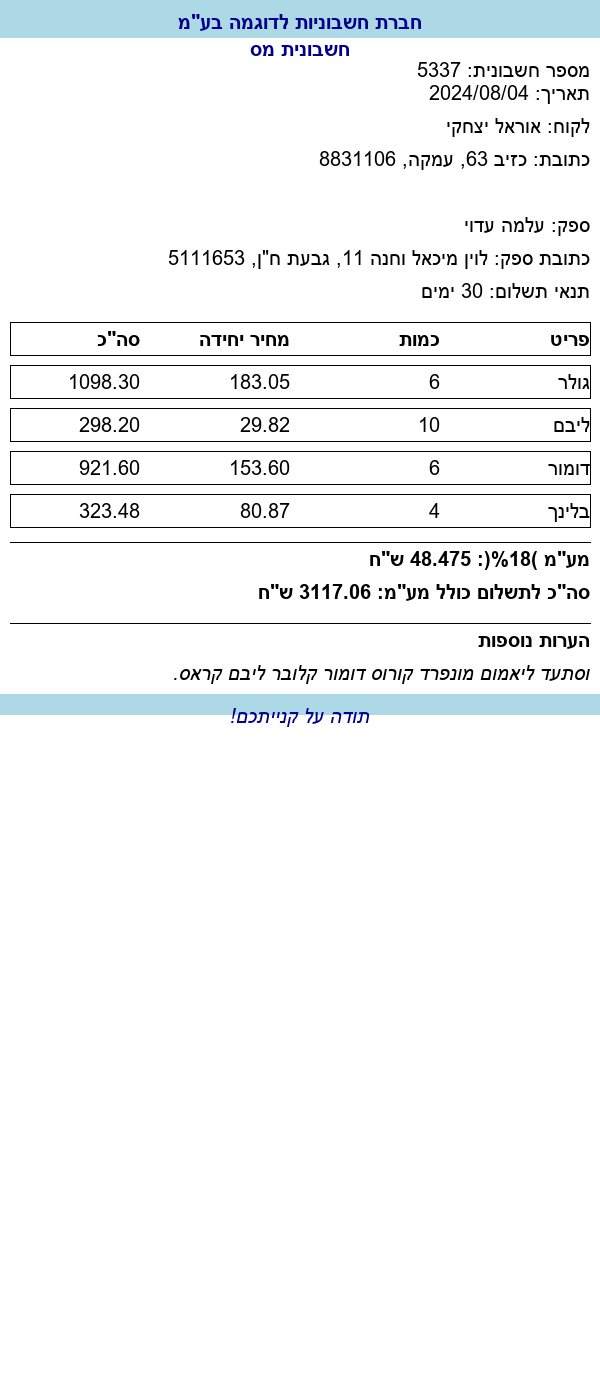 חברת חשבוניות לדוגמה בע"מ
חשבונית מס
מספר חשבונית: 5337
תאריך: 2024/08/04
לקוח: אוראל יצחקי
כתובת: כזיב 63, עמקה, 8831106
ספק: עלמה עדוי
כתובת ספק: לוין מיכאל וחנה 11, גבעת ח"ן, 5111653
תנאי תשלום: 30 ימים
פריט כמות מחיר יחידה סה"כ
גולר 6 183.05 1098.30
ליבם 10 29.82 298.20
דומור 6 153.60 921.60
בלינך 4 80.87 323.48
מע"מ )18%(: 48.475 ש"ח
סה"כ לתשלום כולל מע"מ: 3117.06 ש"ח
הערות נוספות
וסתעד ליאמום מונפרד קורוס דומור קלובר ליבם קראס.
תודה על קנייתכם!